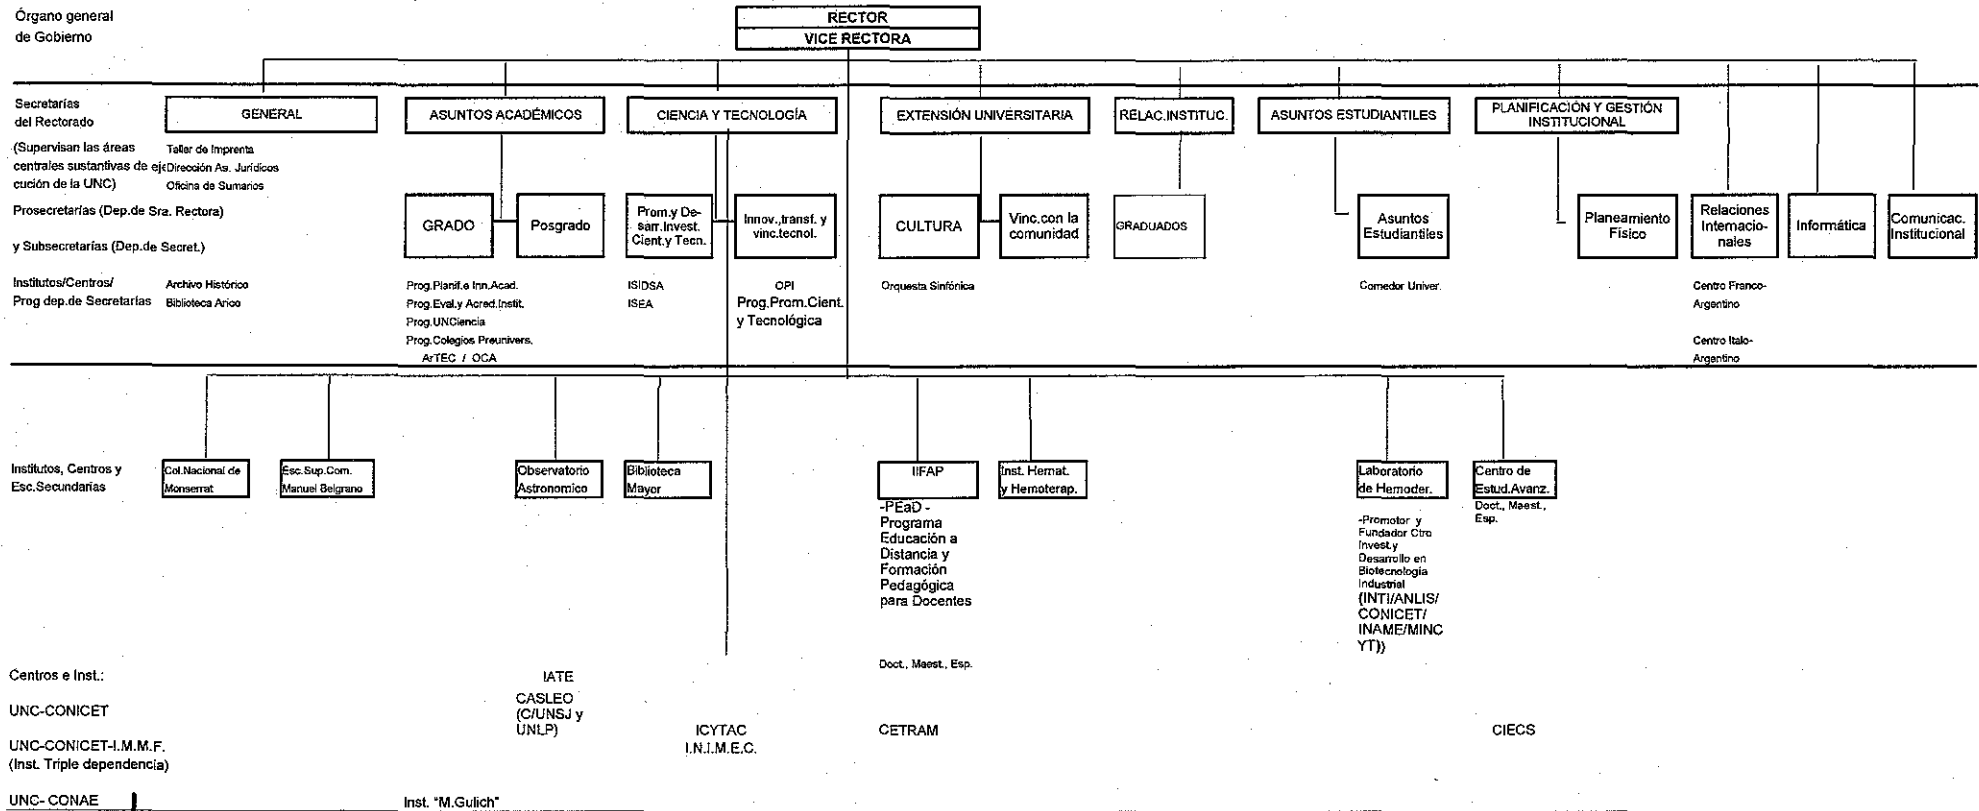 Órgano general
de Gobierno
RECTOR
VICE RECTORA
Secretarías
del Rectorado
GENERAL
ASUNTOS ACADÉMICOS
CIENCIA Y TECNOLOGÍA
EXTENSIÓN UNIVERSITARIA
RELAC.INSTITUC.
ASUNTOS ESTUDIANTILES
PLANIFICACIÓN Y GESTIÓN
INSTITUCIONAL
(Supervisan las áreas
centrales sustantivas de eje
cución de la UNC)
Taller de Imprenta
Dirección As. Jurídicos
Oficina de Sumarios
Prosecretarías (Dep.de Sra. Rectora)
y Subsecretarías (Dep.de Secret.)
GRADO
Posgrado
Prom.y De-
sarr.Invest.
Cient.y Tecn.
Innov.,transf. y
vinc.tecnol.
CULTURA
Vinc.con la
comunidad
GRADUADOS
Asuntos
Estudiantiles
Planeamiento
Físico
Relaciones
Internacio-
nales
Informática
Comunicac.
Institucional
Institutos/Centros/
Prog dep.de Secretarías
Archivo Histórico
Biblioteca Arico
Prog.Planif.e Inn.Acad.
Prog.Eval.y Acred.Instit.
Prog.UNCiencia
Prog.Colegios Preunivers.
ArTEC / OCA
ISIDSA
ISEA
OPI
Prog.Prom.Cient.
y Tecnológica
Orquesta Sinfónica
Comedor Univer.
Centro Franco-
Argentino
Centro Italo-
Argentino
Institutos, Centros y
Esc.Secundarias
Col.Nacional de
Monserrat
Esc.Sup.Com.
Manuel Belgrano
Observatorio
Astronomico
Biblioteca
Mayor
IIFAP
Inst. Hemat.
y Hemoterap.
Laboratorio
de Hemoder.
Centro de
Estud.Avanz.
-PEaD -
Programa
Educación a
Distancia y
Formación
Pedagógica
para Docentes
Doct., Maest., Esp.
-Promotor y
Fundador Ctro
Invest.y
Desarrollo en
Biotecnología
Industrial
(INTI/ANLIS/
CONICET/
INAME/MINC
YT))
Doct., Maest.,
Esp.
Centros e Inst.:
UNC-CONICET
IATE
CASLEO
(C/UNSJ y
UNLP)
UNC-CONICET-I.M.M.F.
(Inst. Triple dependencia)
ICYTAC
I.N.I.M.E.C.
CETRAM
CIECS
UNC- CONAE
Inst. "M.Gulich"